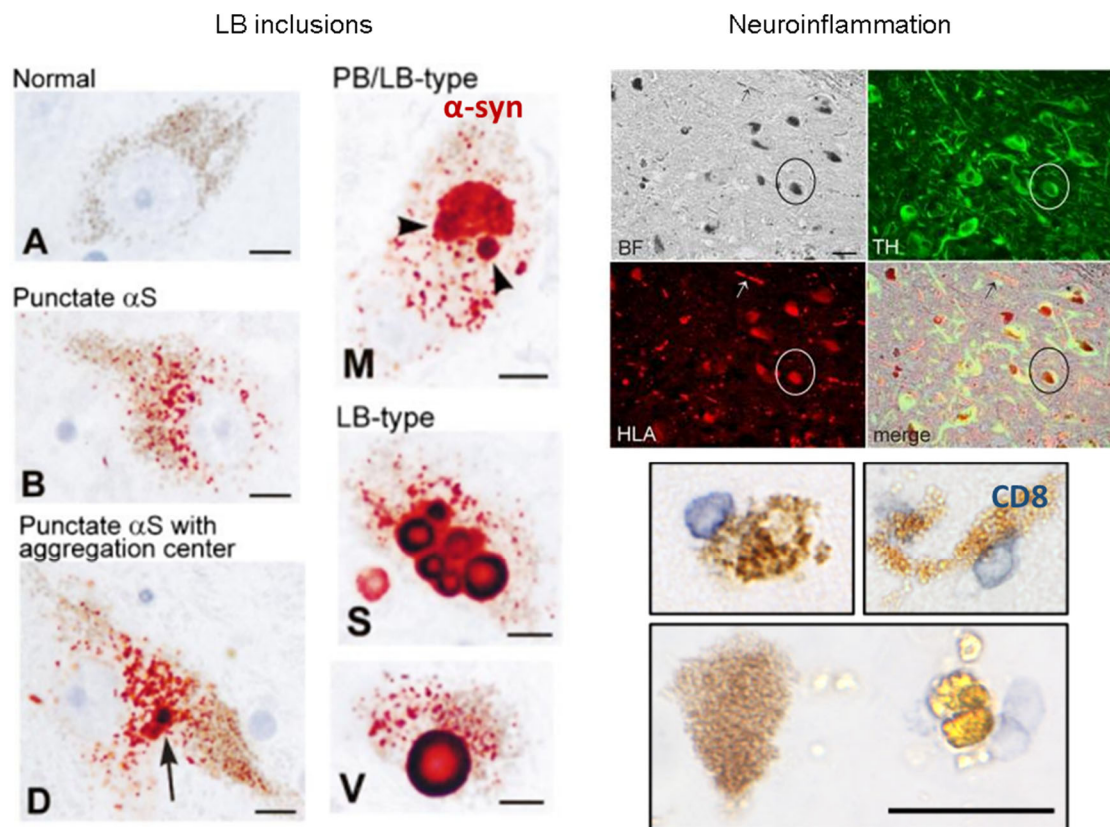 LB inclusions
Neuroinflammation
Normal
A
Punctate αS
B
Punctate αS with
aggregation center
D
PB/LB-type
α-syn
M
LB-type
S
V
BF
TH
HLA
merge
CD8